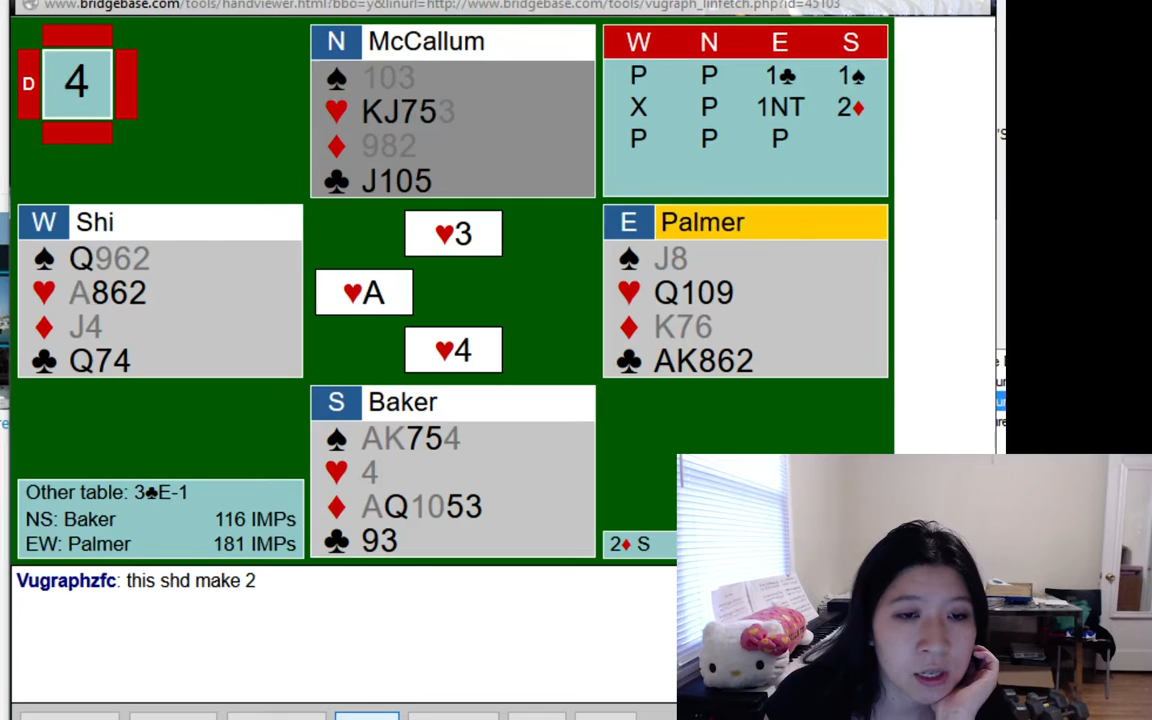 www.bridgebase.com/tools/handviewer.html?bbo=y&linurl=http://www.bridgebase.com/tools/vugraph_linfetch.php?id=45103
D 4
N McCallum
♠ 103
♥ KJ753
♦ 982
♣ J105
W N E S
P P 1♣ 1♠
X P 1NT 2♦
P P P
W Shi
♠ Q962
♥ A862
♦ J4
♣ Q74
♥3
♥A
♥4
E Palmer
♠ J8
♥ Q109
♦ K76
♣ AK862
S Baker
♠ AK754
♥ 4
♦ AQ1053
♣ 93
Other table: 3♣E-1
NS: Baker 116 IMPs
EW: Palmer 181 IMPs
2♦ S
Vugraphzfc: this shd make 2